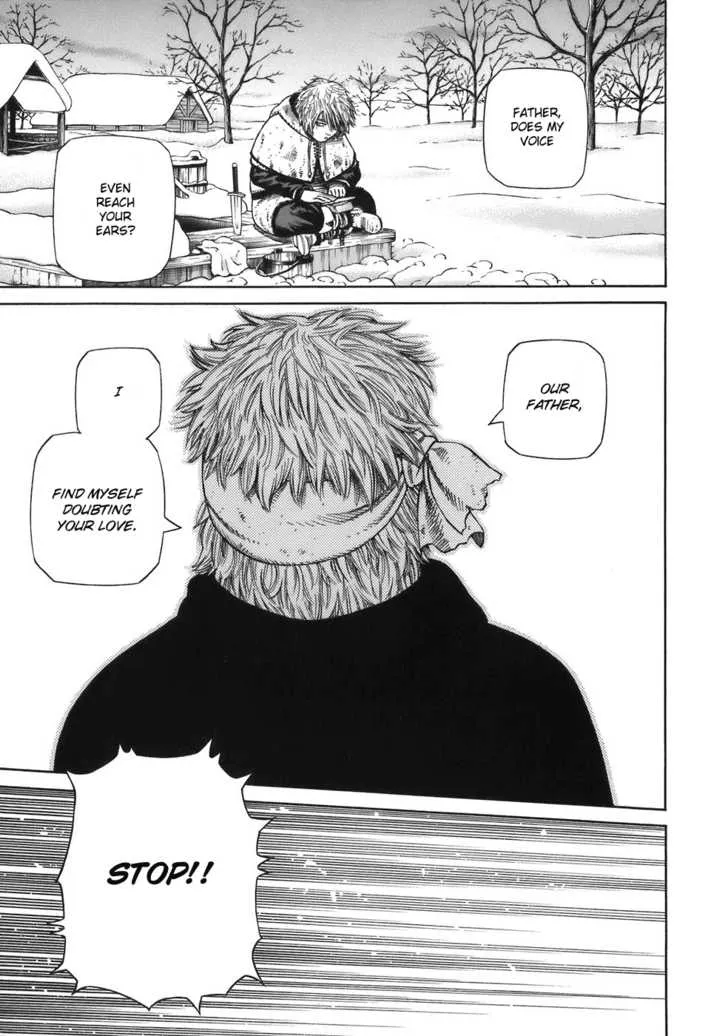 FATHER,
DOES MY
VOICE
EVEN
REACH
YOUR
EARS?
OUR
FATHER,
I
FIND MYSELF
DOUBTING
YOUR LOVE.
STOP!!